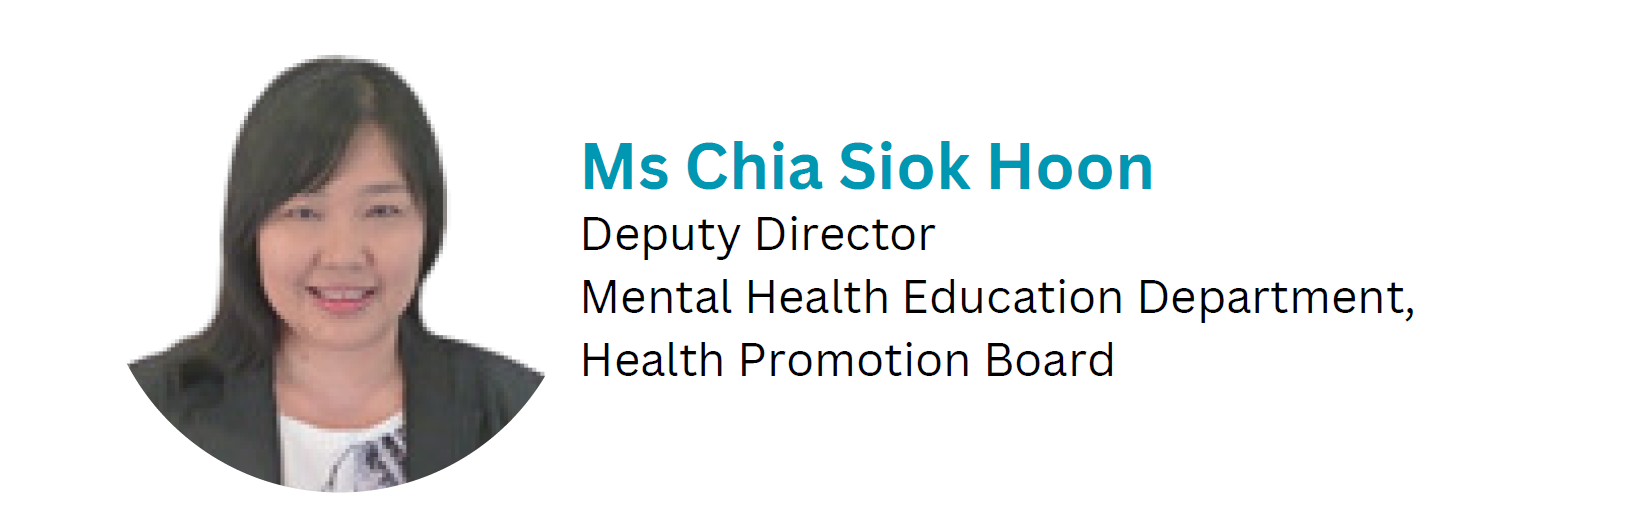 Ms Chia Siok Hoon
Deputy Director
Mental Health Education Department,
Health Promotion Board